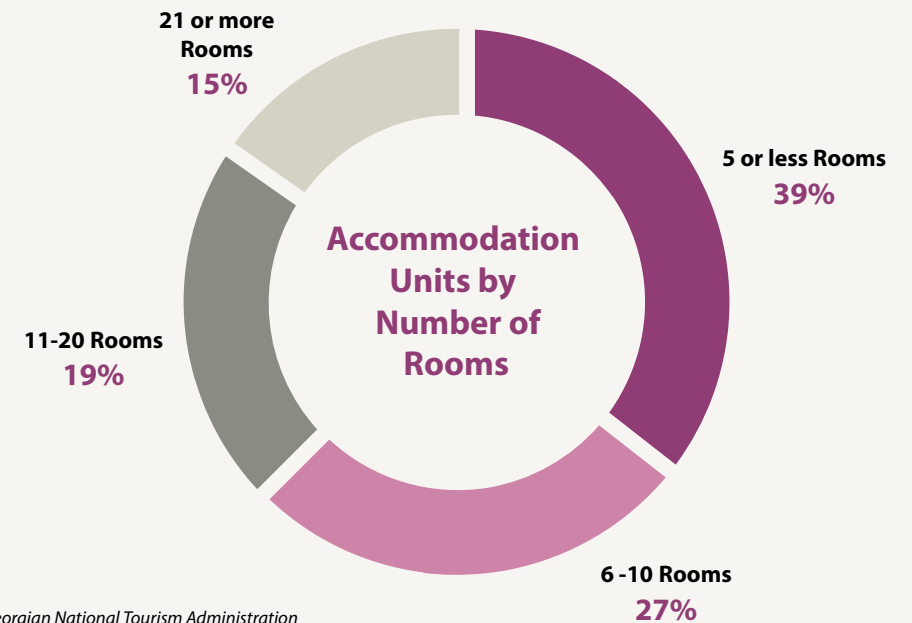 21 or more
Rooms
15%
5 or less Rooms
39%
Accommodation
Units by
Number of
Rooms
11-20 Rooms
19%
6 -10 Rooms
27%
National Tourism Administration